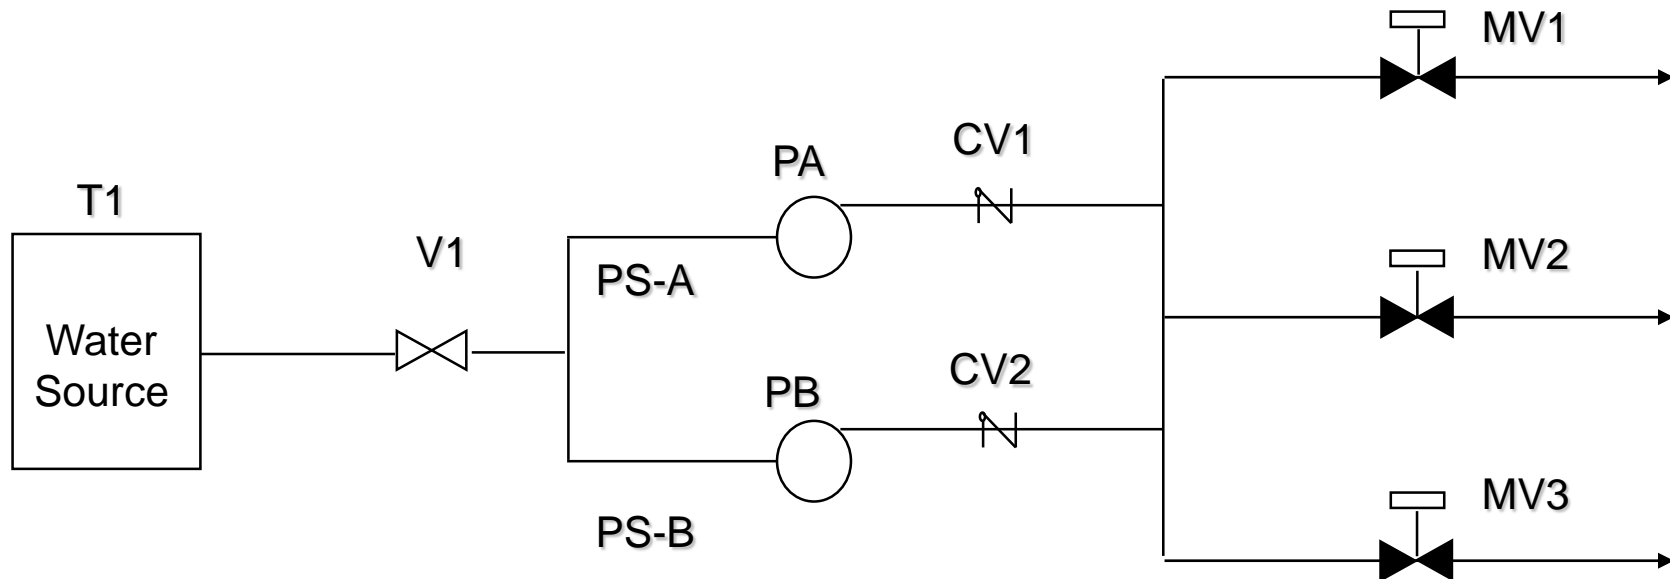 MV1
CV1
PA
T1
V1
PS-A
MV2
Water
Source
CV2
PB
MV3
PS-B